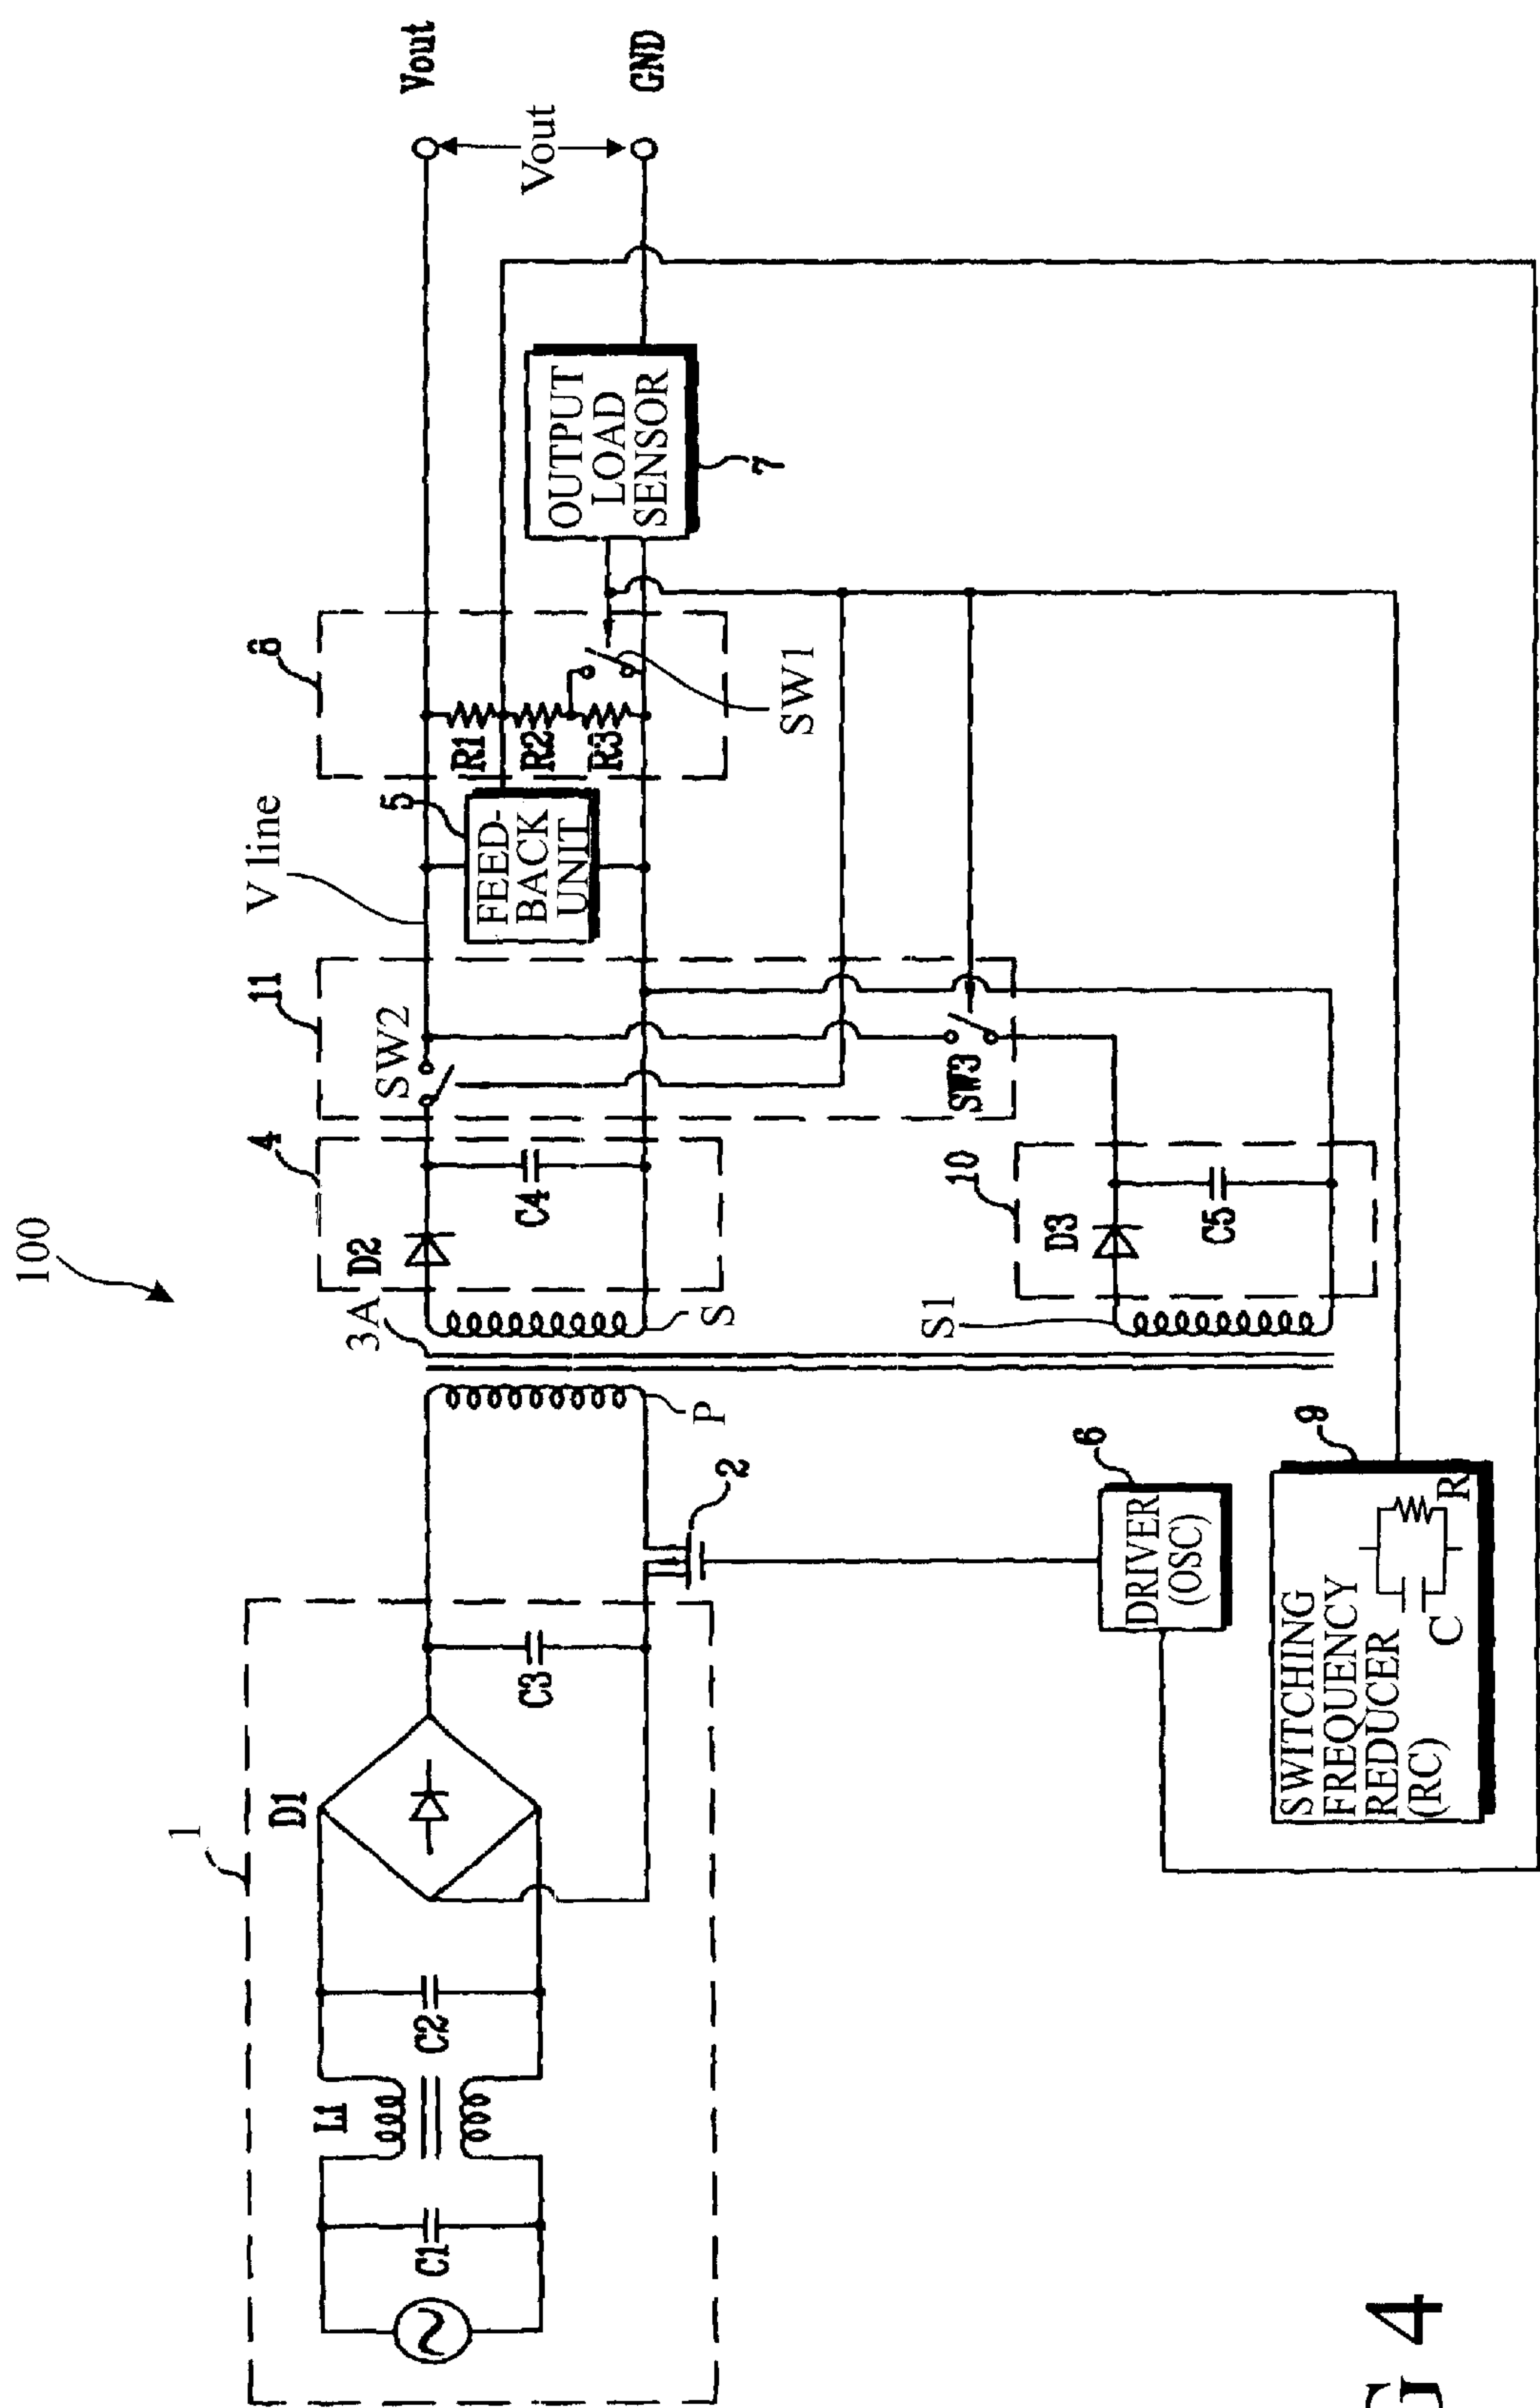 100
1
D1
L1
C1
C2
C3
2
P
3A
S
S1
4
D2
C4
11
SW2
V line
5
FEED-
BACK
UNIT
8
R1
R2
R3
SW1
OUTPUT
LOAD
SENSOR
7
Vout
Vout
GND
SW3
10
D3
C5
6
DRIVER
(OSC)
9
SWITCHING
FREQUENCY
REDUCER
(RC)
C
R
G 4